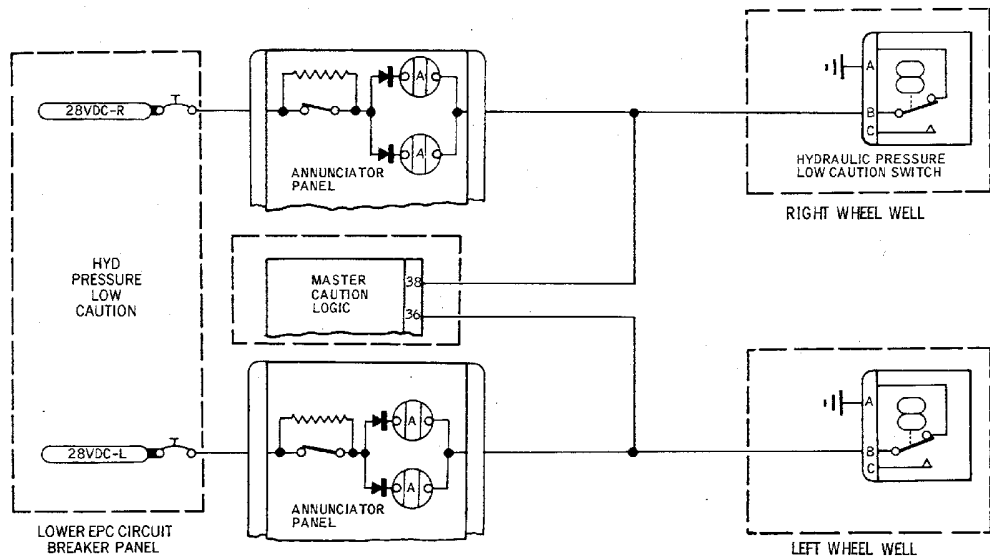 28VDC-R
A
A
ANNUNCIATOR
PANEL
A
B
C
HYDRAULIC PRESSURE
LOW CAUTION SWITCH
RIGHT WHEEL WELL
HYD
PRESSURE
LOW
CAUTION
MASTER
CAUTION
LOGIC
38
36
28VDC-L
A
A
ANNUNCIATOR
PANEL
A
B
C
LOWER EPC CIRCUIT
BREAKER PANEL
LEFT WHEEL WELL